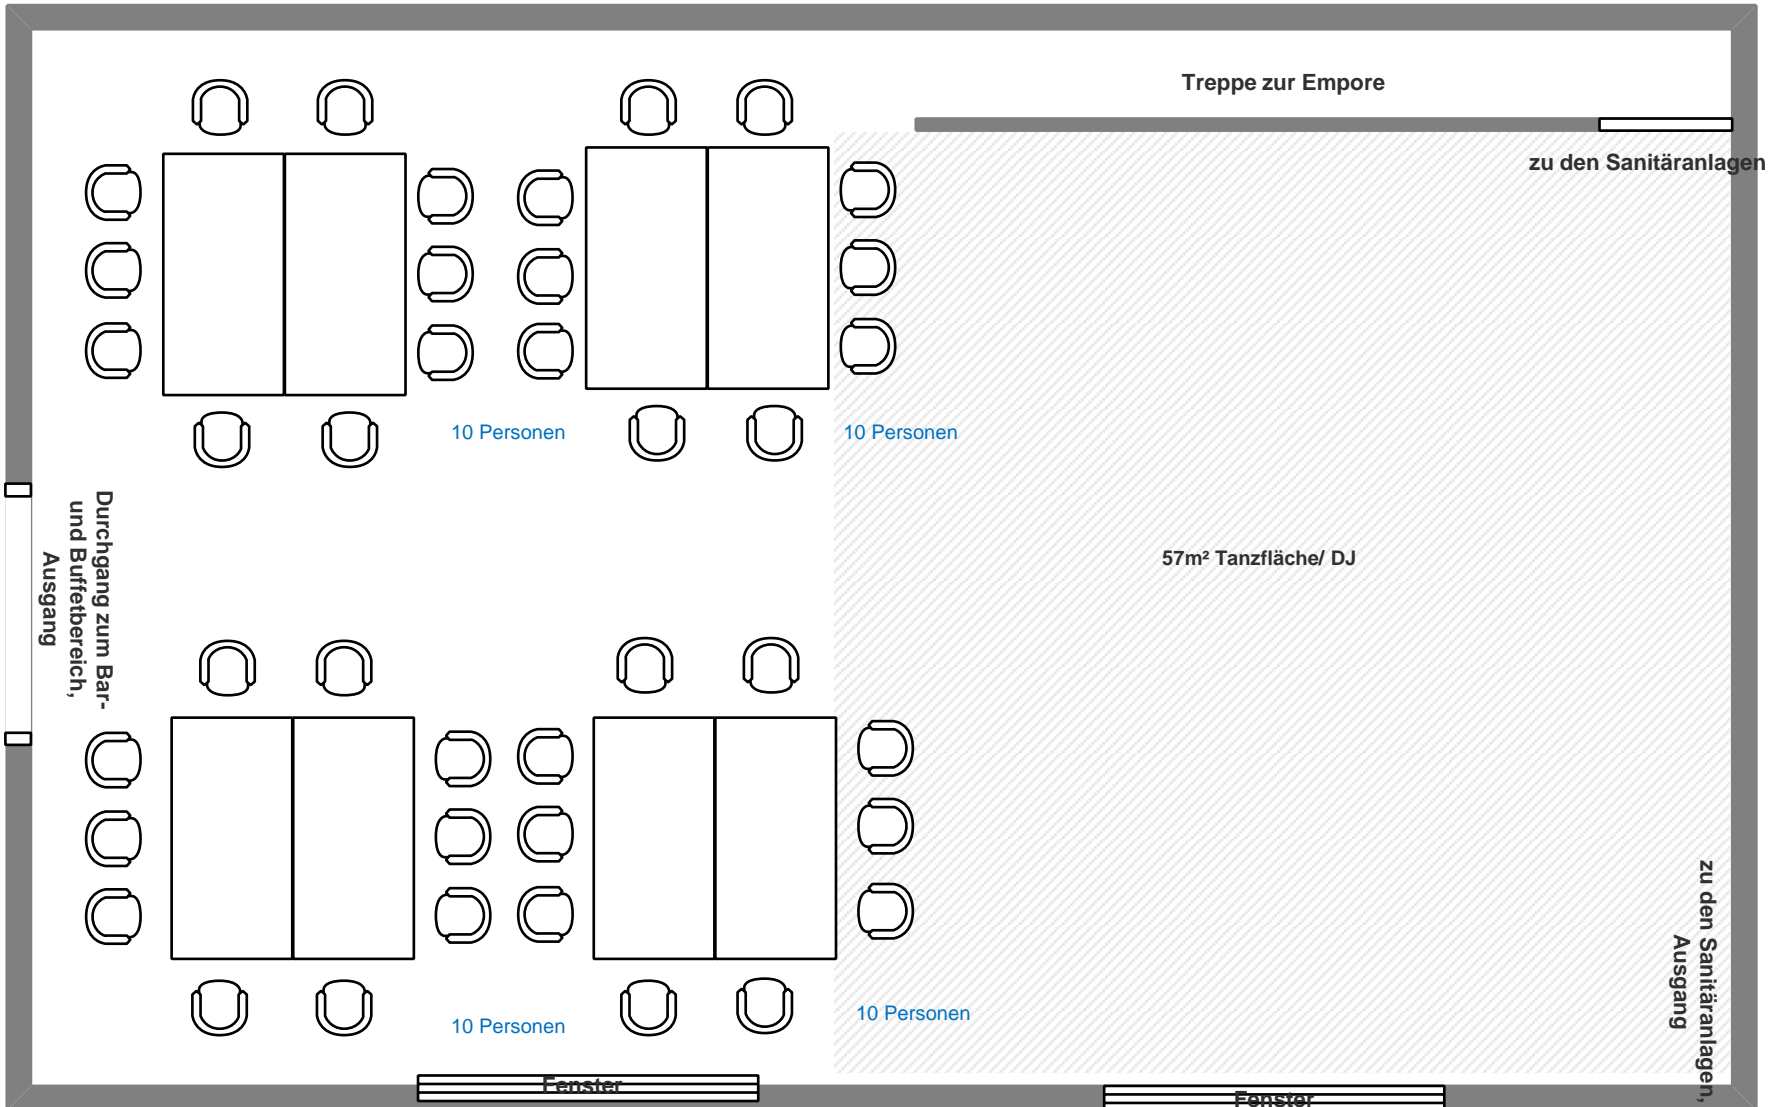 Treppe zur Empore
zu den Sanitäranlagen
10 Personen
10 Personen
Durchgang zum Bar-
und Buffetbereich,
Ausgang
57m² Tanzfläche/ DJ
zu den Sanitäranlagen,
Ausgang
10 Personen
10 Personen
Fenster
Fenster